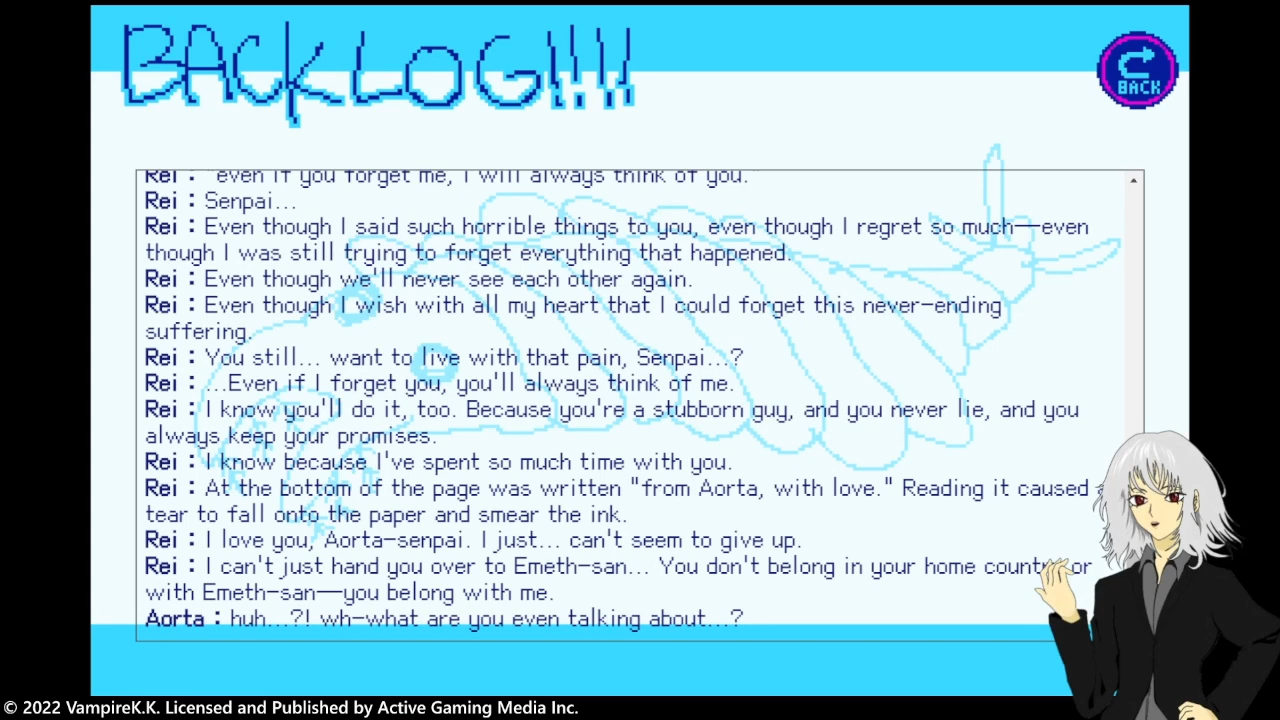 BACKLOG!!!!
BACK
Rei : "even if you forget me, I will always think of you."
Rei : Senpai...
Rei : Even though I said such horrible things to you, even though I regret so much—even
though I was still trying to forget everything that happened.
Rei : Even though we'll never see each other again.
Rei : Even though I wish with all my heart that I could forget this never-ending
suffering.
Rei : You still... want to live with that pain, Senpai...?
Rei : ...Even if I forget you, you'll always think of me.
Rei : I know you'll do it, too. Because you're a stubborn guy, and you never lie, and you
always keep your promises.
Rei : I know because I've spent so much time with you.
Rei : At the bottom of the page was written "from Aorta, with love." Reading it caused a
tear to fall onto the paper and smear the ink.
Rei : I love you, Aorta-senpai. I just... can't seem to give up.
Rei : I can't just hand you over to Emeth-san... You don't belong in your home country or
with Emeth-san—you belong with me.
Aorta : huh...?! wh-what are you even talking about...?
© 2022 VampireK.K. Licensed and Published by Active Gaming Media Inc.